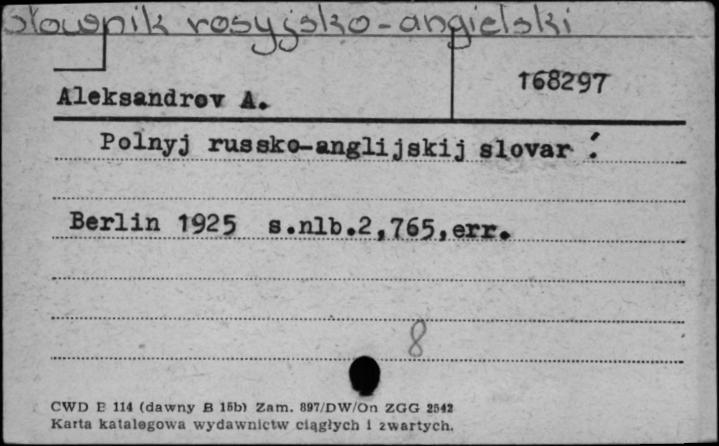 słownik rosyjsko-angielski
168297
Aleksandrov A.
Polnyj russko-anglijskij slovar'.
Berlin 1925 s.nlb.2,765,err.
8
CWD E 114 (dawny B 15b) Zam. 897/DW/On ZGG 2542
Karta katalogowa wydawnictw ciągłych i zwartych.